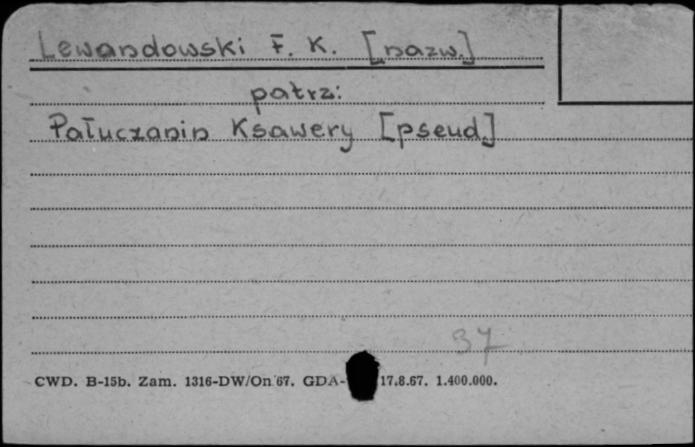 Lewandowski F. K. [nazw.]
patrz:
Pałuczanin Ksawery [pseud.]
37
CWD. B-15b. Zam. 1316-DW/On 67. GDA- 17.8.67. 1.400.000.